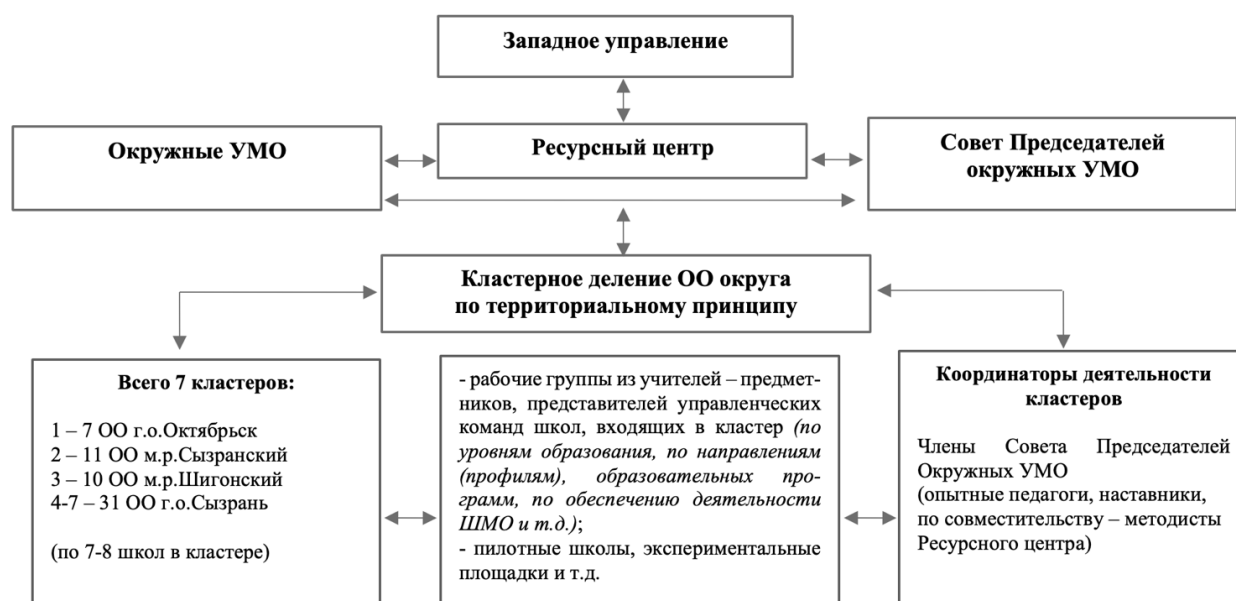 Западное управление
Окружные УМО
Ресурсный центр
Совет Председателей
окружных УМО
Кластерное деление ОО округа
по территориальному принципу
Всего 7 кластеров:
1 – 7 ОО г.о.Октябрьск
2 – 11 ОО м.р.Сызранский
3 – 10 ОО м.р.Шигонский
4-7 – 31 ОО г.о.Сызрань
(по 7-8 школ в кластере)
- рабочие группы из учителей – предмет-
ников, представителей управленческих
команд школ, входящих в кластер (по
уровням образования, по направлениям
(профилям), образовательных про-
грамм, по обеспечению деятельности
ШМО и т.д.);
- пилотные школы, экспериментальные
площадки и т.д.
Координаторы деятельности
кластеров
Члены Совета Председателей
Окружных УМО
(опытные педагоги, наставники,
по совместительству – методисты
Ресурсного центра)